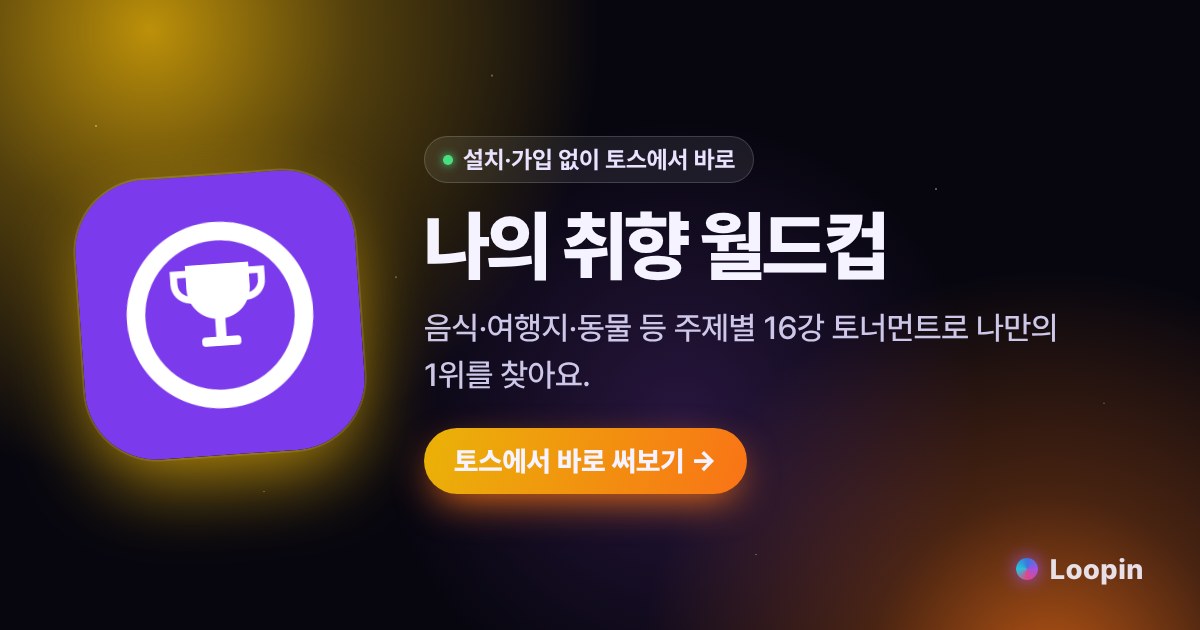 설치·가입 없이 토스에서 바로
나의 취향 월드컵
음식·여행지·동물 등 주제별 16강 토너먼트로 나만의
1위를 찾아요.
토스에서 바로 써보기 →
Loopin